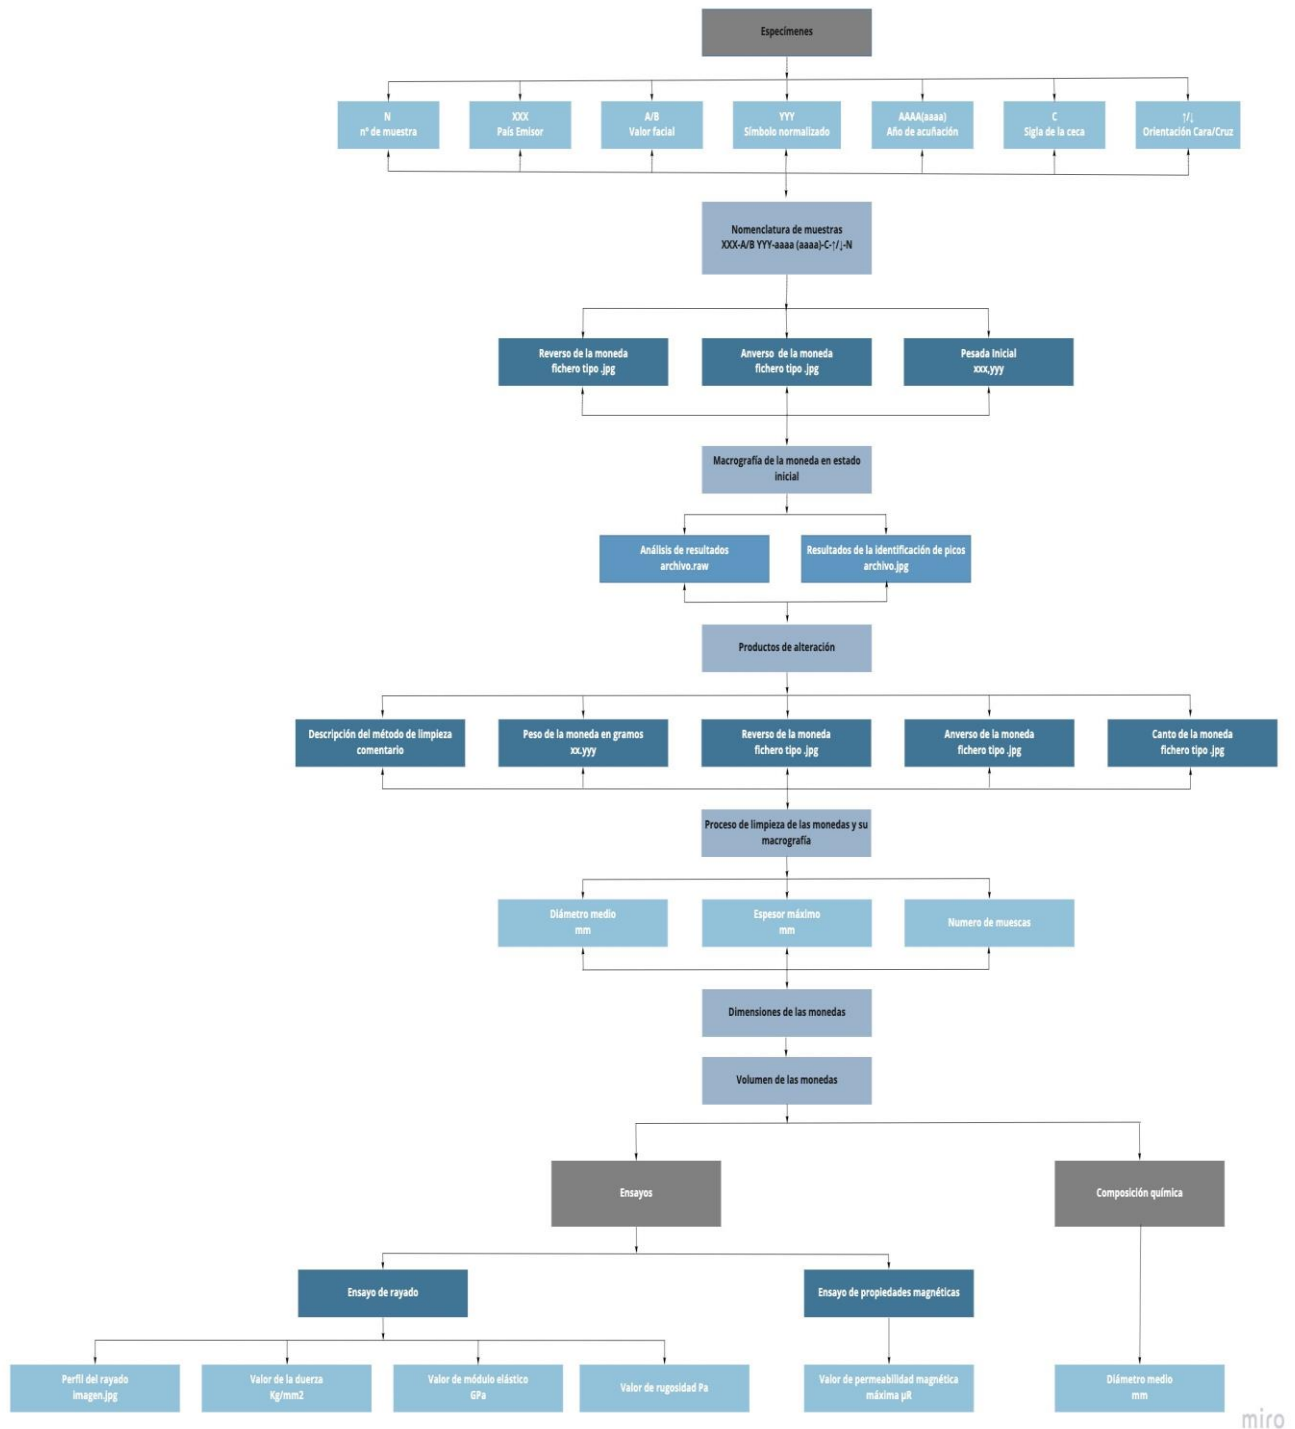 Especímenes
N
nº de muestra
XXX
País Emisor
A/B
Valor facial
YYY
Símbolo normalizado
AAAA(aaaa)
Año de acuñación
C
Sigla de la ceca
↑/↓
Orientación Cara/Cruz
Nomenclatura de muestras
XXX-A/B YYY-aaaa (aaaa)-C-↑/↓-N
Reverso de la moneda
fichero tipo .jpg
Anverso de la moneda
fichero tipo .jpg
Pesada Inicial
xxx,yyy
Macrografía de la moneda en estado
inicial
Análisis de resultados
archivo.raw
Resultados de la identificación de picos
archivo.jpg
Productos de alteración
Descripción del método de limpieza
comentario
Peso de la moneda en gramos
xx.yyy
Reverso de la moneda
fichero tipo .jpg
Anverso de la moneda
fichero tipo .jpg
Canto de la moneda
fichero tipo .jpg
Proceso de limpieza de las monedas y su
macrografía
Diámetro medio
mm
Espesor máximo
mm
Numero de muescas
Dimensiones de las monedas
Volumen de las monedas
Ensayos
Composición química
Ensayo de rayado
Ensayo de propiedades magnéticas
Perfil del rayado
imagen.jpg
Valor de la duerza
Kg/mm2
Valor de módulo elástico
GPa
Valor de rugosidad Pa
Valor de permeabilidad magnética
máxima µR
Diámetro medio
mm
miro